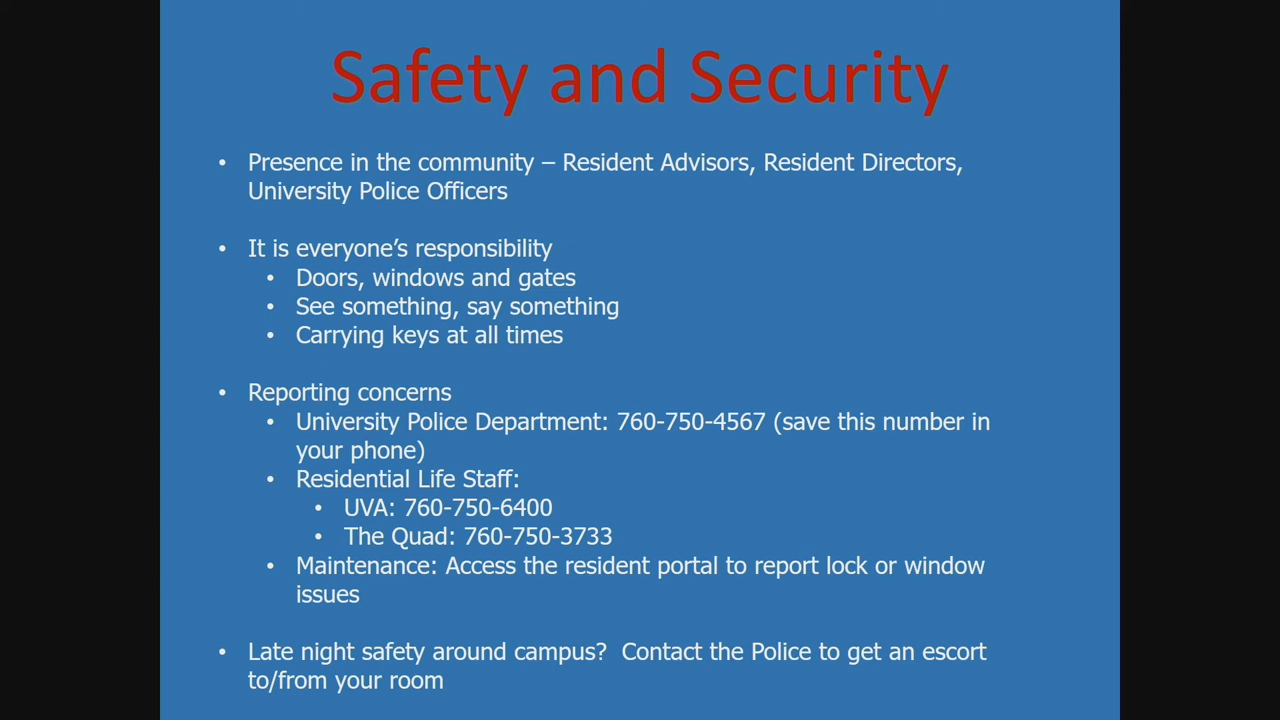 Safety and Security
• Presence in the community – Resident Advisors, Resident Directors,
University Police Officers
• It is everyone’s responsibility
• Doors, windows and gates
• See something, say something
• Carrying keys at all times
• Reporting concerns
• University Police Department: 760-750-4567 (save this number in
your phone)
• Residential Life Staff:
• UVA: 760-750-6400
• The Quad: 760-750-3733
• Maintenance: Access the resident portal to report lock or window
issues
• Late night safety around campus?  Contact the Police to get an escort
to/from your room